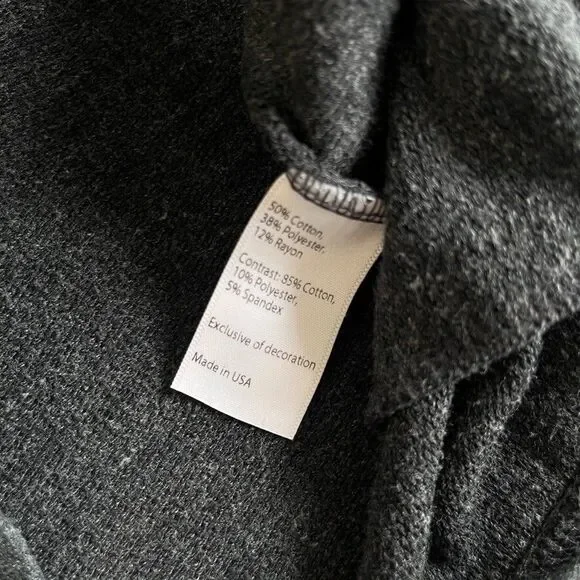 50% Cotton,
38% Polyester,
12% Rayon
Contrast: 85% Cotton,
10% Polyester,
5% Spandex
Exclusive of decoration
Made in USA